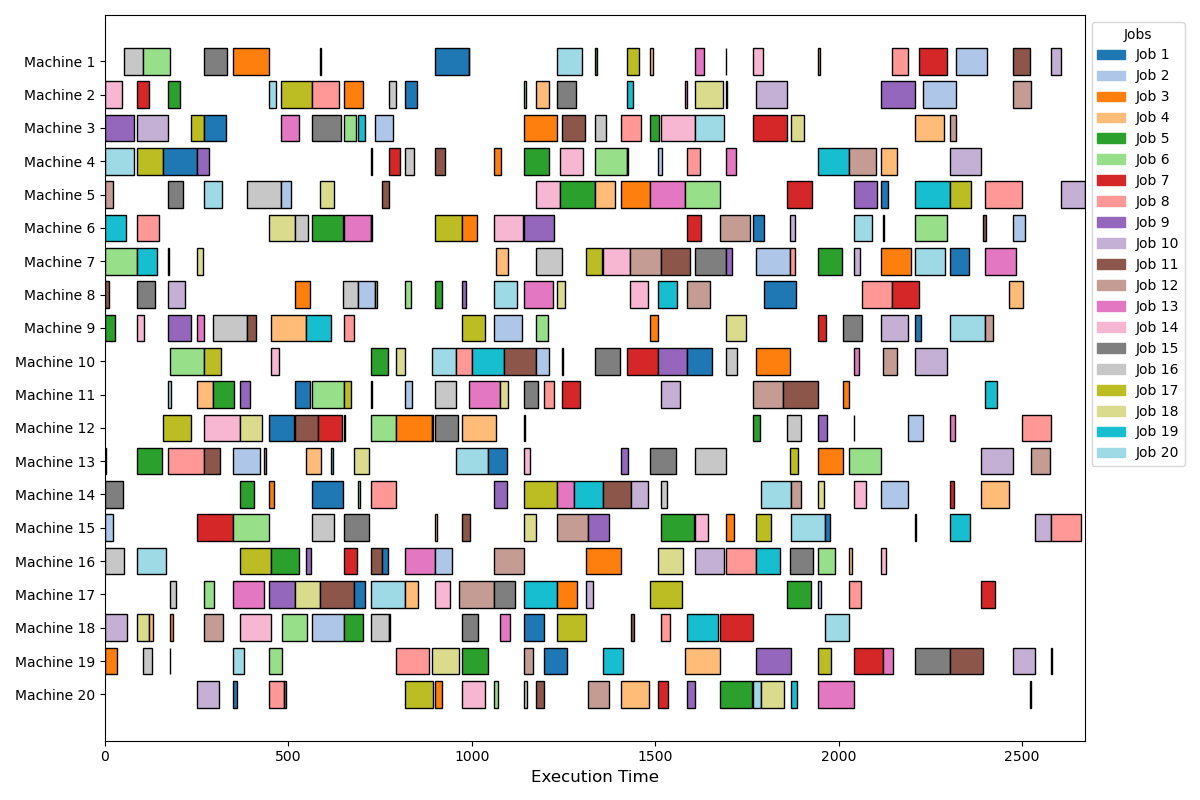 Machine 1
Machine 2
Machine 3
Machine 4
Machine 5
Machine 6
Machine 7
Machine 8
Machine 9
Machine 10
Machine 11
Machine 12
Machine 13
Machine 14
Machine 15
Machine 16
Machine 17
Machine 18
Machine 19
Machine 20
0 500 1000 1500 2000 2500
Execution Time
Jobs
Job 1
Job 2
Job 3
Job 4
Job 5
Job 6
Job 7
Job 8
Job 9
Job 10
Job 11
Job 12
Job 13
Job 14
Job 15
Job 16
Job 17
Job 18
Job 19
Job 20